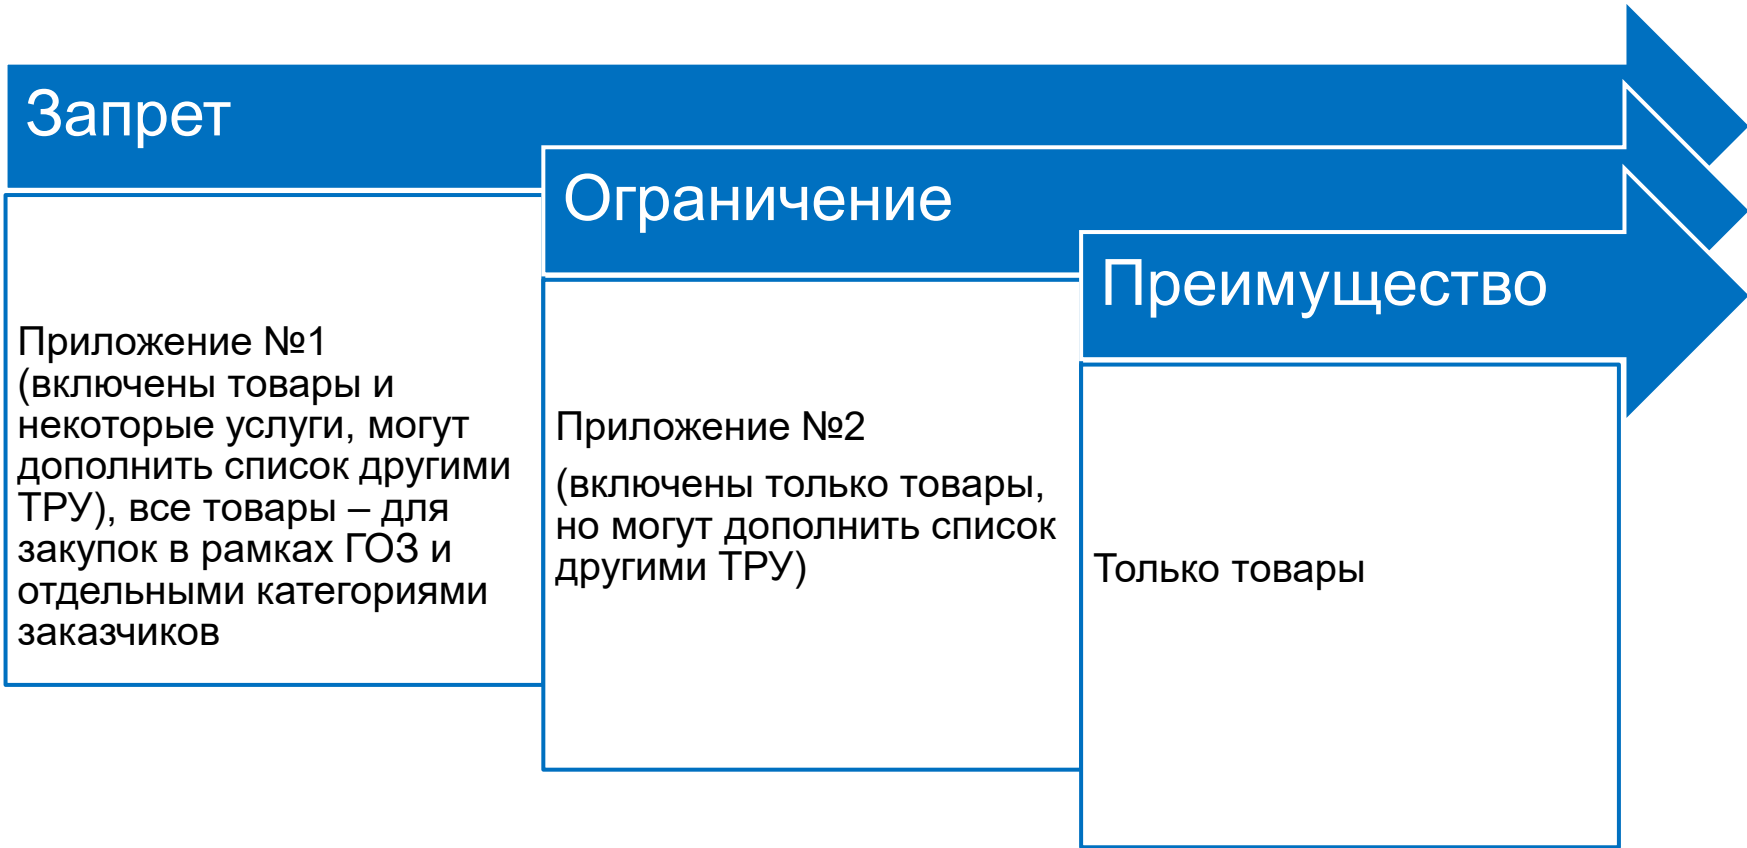 Запрет
Приложение №1
(включены товары и
некоторые услуги, могут
дополнить список другими
ТРУ), все товары – для
закупок в рамках ГОЗ и
отдельными категориями
заказчиков
Ограничение
Приложение №2
(включены только товары,
но могут дополнить список
другими ТРУ)
Преимущество
Только товары